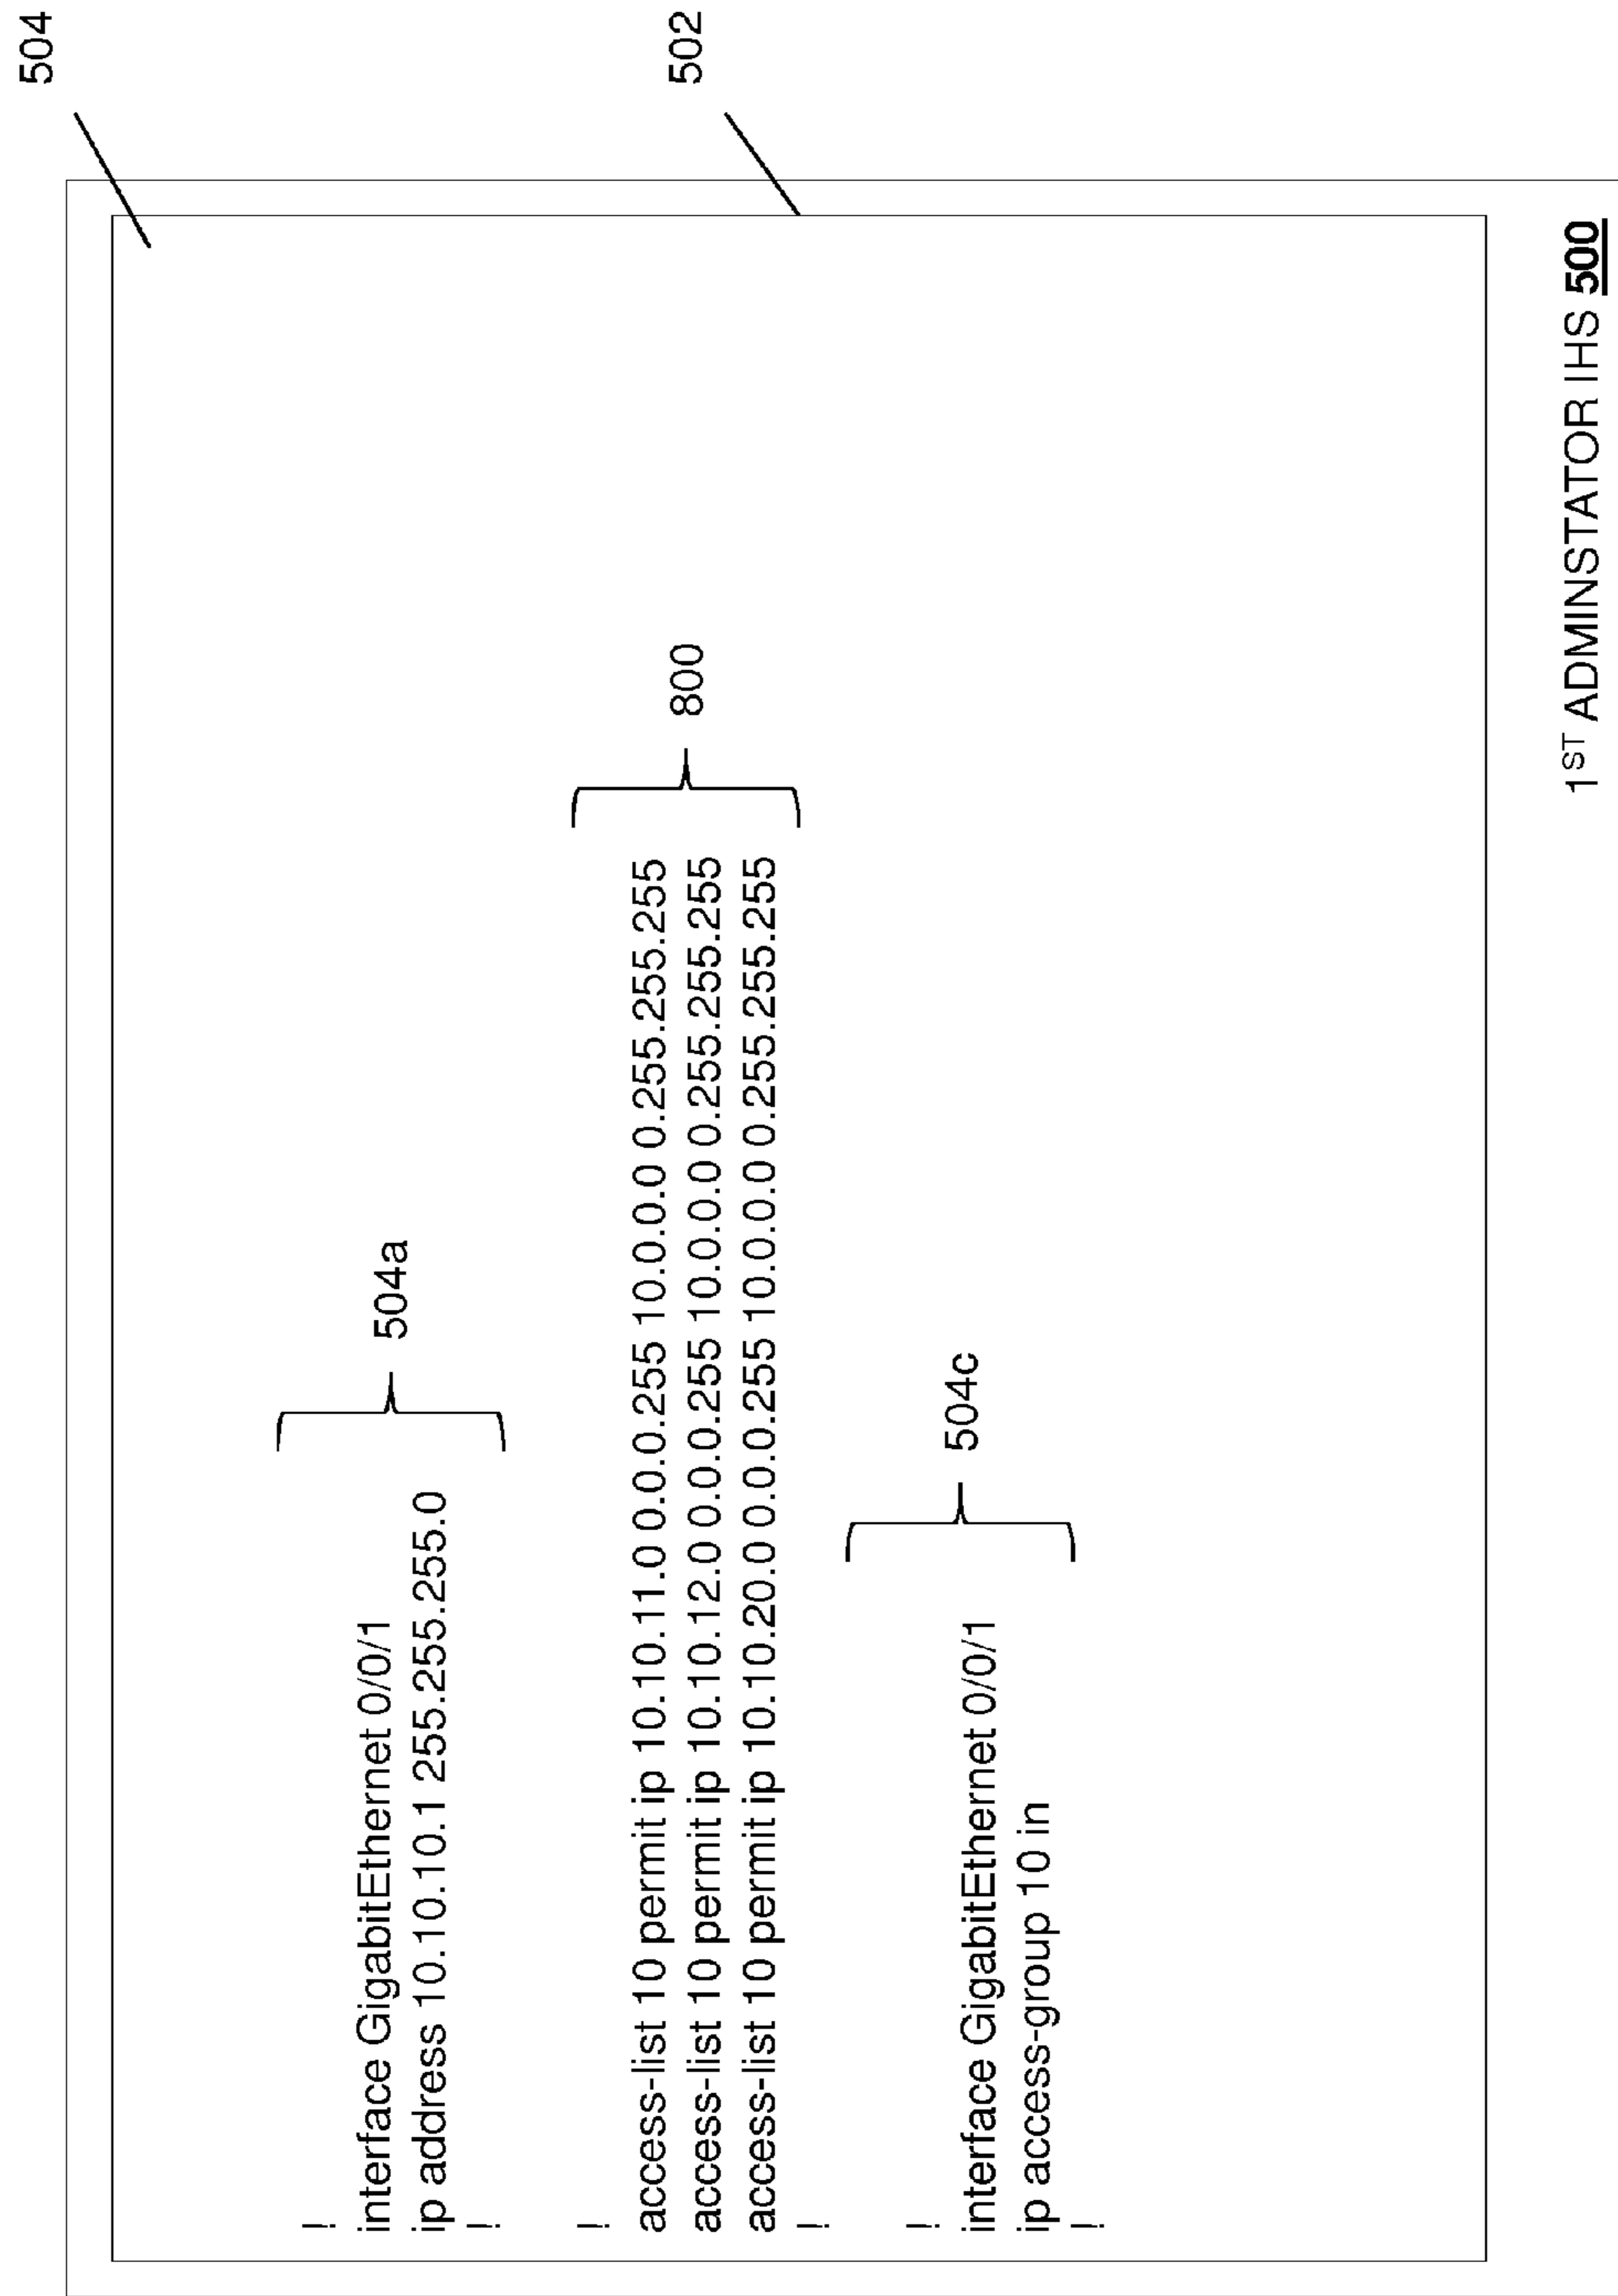 504
!
interface GigabitEthernet 0/0/1
504a
ip address 10.10.10.1 255.255.255.0
!
!
access-list 10 permit ip 10.10.11.0 0.0.0.255 10.0.0.0 0.255.255.255
access-list 10 permit ip 10.10.12.0 0.0.0.255 10.0.0.0 0.255.255.255
access-list 10 permit ip 10.10.20.0 0.0.0.255 10.0.0.0 0.255.255.255
800
502
!
!
interface GigabitEthernet 0/0/1
504c
ip access-group 10 in
!
1ST ADMINSTATOR IHS 500